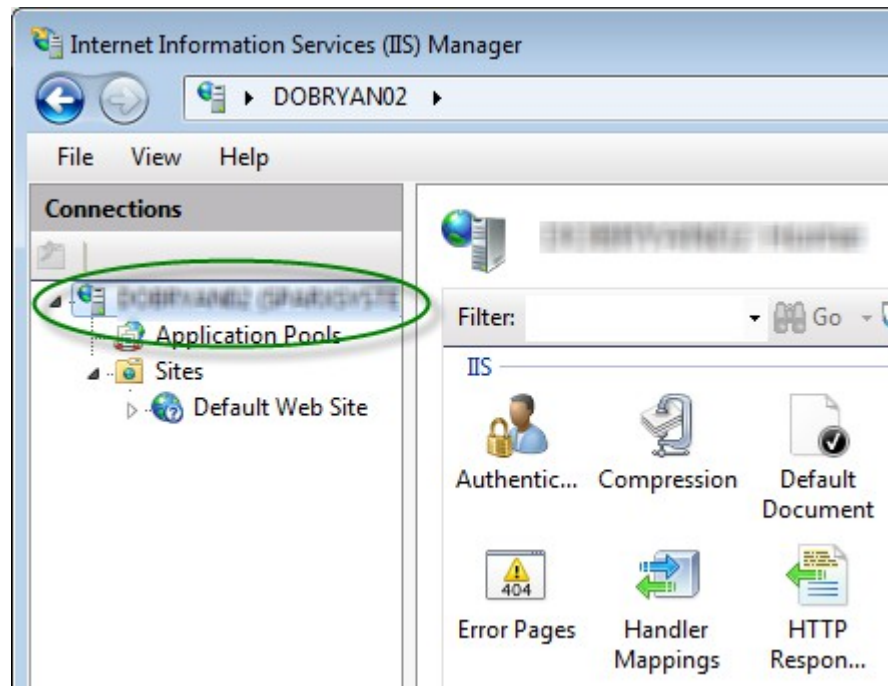 Internet Information Services (IIS) Manager
DOBRYAN02
File View Help
Connections
Application Pools
Sites
Default Web Site
Filter:
Go
IIS
Authentic... Compression Default
Document
404
Error Pages Handler HTTP
Mappings Respon...